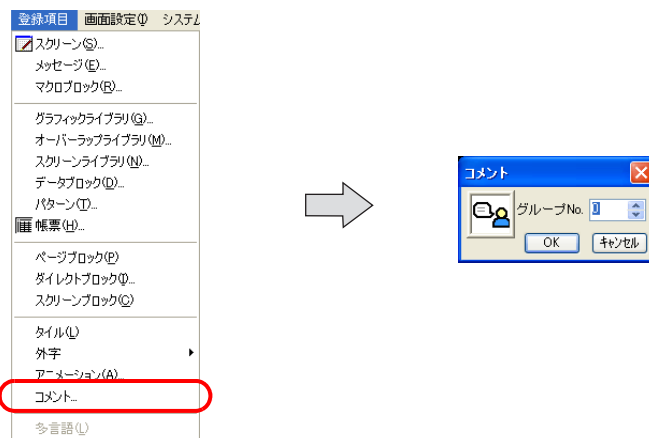 登録項目 画面設定(I) システム
スクリーン(S)...
メッセージ(E)...
マクロブロック(R)...
グラフィックライブラリ(G)...
オーバーラップライブラリ(M)...
スクリーンライブラリ(N)...
データブロック(D)...
パターン(T)...
帳票(H)...
ページブロック(P)
ダイレクトブロック(I)...
スクリーンブロック(C)
タイル(L)
外字
アニメーション(A)...
コメント...
多言語(L)
コメント
グループNo. 0
OK キャンセル